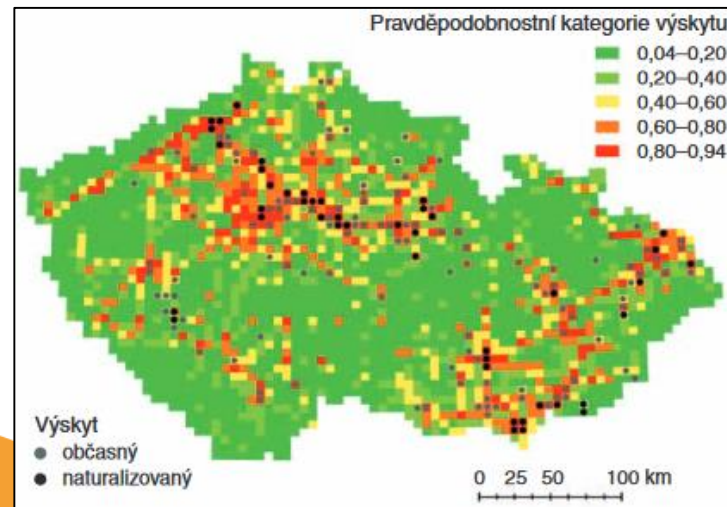 Pravděpodobnostní kategorie výskytu
0,04–0,20
0,20–0,40
0,40–0,60
0,60–0,80
0,80–0,94
Výskyt
občasný
naturalizovaný
0 25 50 100 km